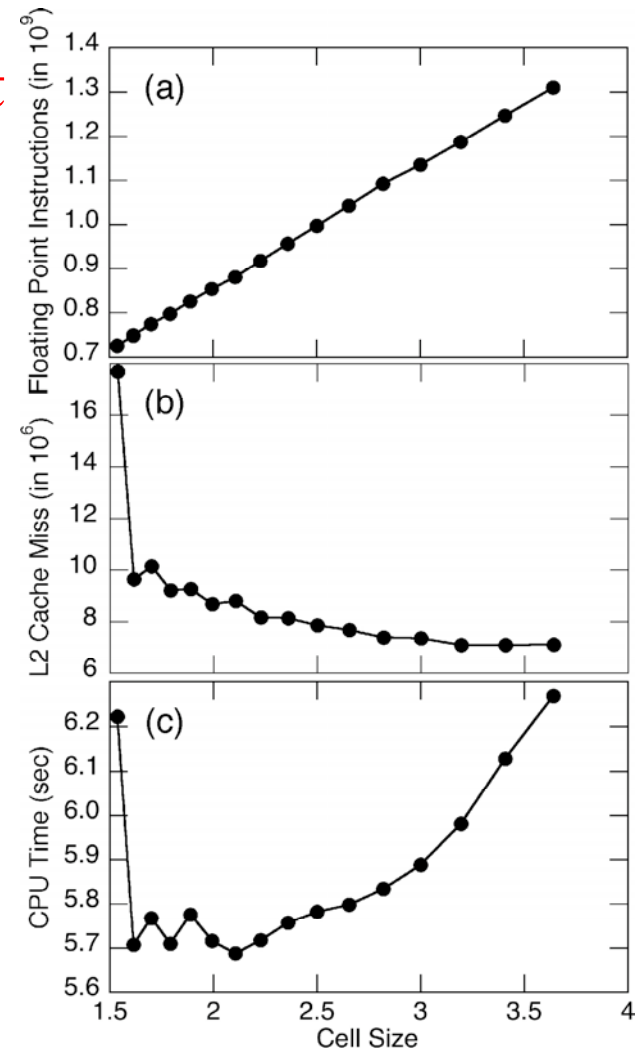 Floating Point Instructions (in 10⁹)
1.4
1.3
1.2
1.1
1.0
0.9
0.8
0.7
(a)
L2 Cache Miss (in 10⁶)
16
14
12
10
8
6
(b)
CPU Time (sec)
6.2
6.1
6.0
5.9
5.8
5.7
5.6
(c)
1.5 2 2.5 3 3.5 4
Cell Size